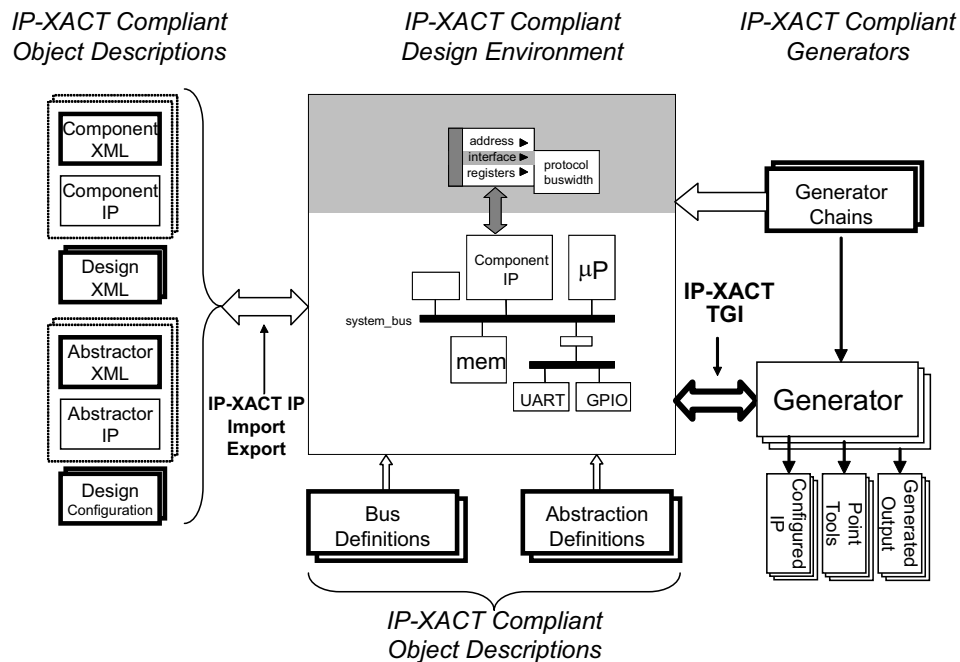 IP-XACT Compliant
Object Descriptions
IP-XACT Compliant
Design Environment
IP-XACT Compliant
Generators
Component
XML
Component
IP
Design
XML
Abstractor
XML
Abstractor
IP
Design
Configuration
IP-XACT IP
Import
Export
address
interface
registers
protocol
buswidth
Component
IP
µP
system_bus
mem
UART
GPIO
Generator
Chains
IP-XACT
TGI
Generator
Configured
IP
Point
Tools
Generated
Output
Bus
Definitions
Abstraction
Definitions
IP-XACT Compliant
Object Descriptions